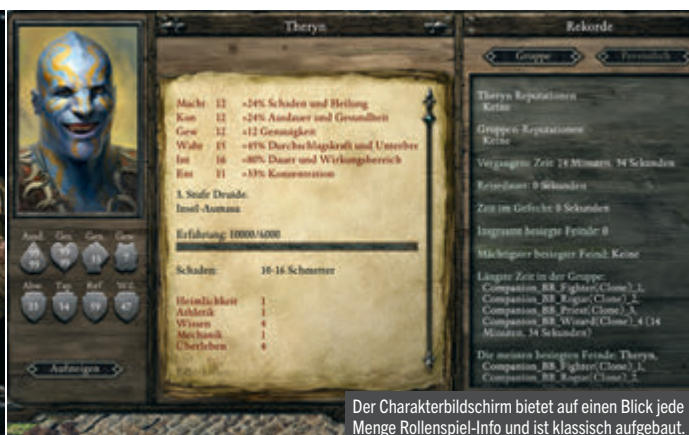 Theryn
Macht 12 +24% Schaden und Heilung
Kon 12 +24% Ausdauer und Gesundheit
Gew 12 +12 Genauigkeit
Wahr 15 +45% Durchschlagskraft und Unterbre
Int 16 Dauer und Wirkungsbereich
Ent 11 +33% Konzentration
3. Stufe Druide
Insel-Aumaua
Erfahrung: 10000/6000
Schaden: 10-16 Schmetter
Heimlichkeit 1
Athletik 1
Wissen 4
Mechanik 1
Überleben 4
Aufzeigen
Rekorde
Gruppe Persönlich
Theryn Reputationen
Keine
Gruppen-Reputationen
Keine
Vergangene Zeit: 14 Minuten, 34 Sekunden
Reisedauer: 0 Sekunden
Zeit im Gefecht: 0 Sekunden
Insgesamt besiegte Feinde: 0
Mächtigster besiegter Feind: Keine
Längste Zeit in der Gruppe:
Companion_BB_Fighter(Clone)_1,
Companion_BB_Rogue(Clone)_2,
Companion_BB_Priest(Clone)_3,
Companion_BB_Wizard(Clone)_4 (14
Minuten, 34 Sekunden)
Die meisten besiegten Feinde: Theryn,
Companion_BB_Fighter(Clone)_1,
Companion_BB_Rogue(Clone)_2,
Der Charakterbildschirm bietet auf einen Blick jede
Menge Rollenspiel-Info und ist klassisch aufgebaut.